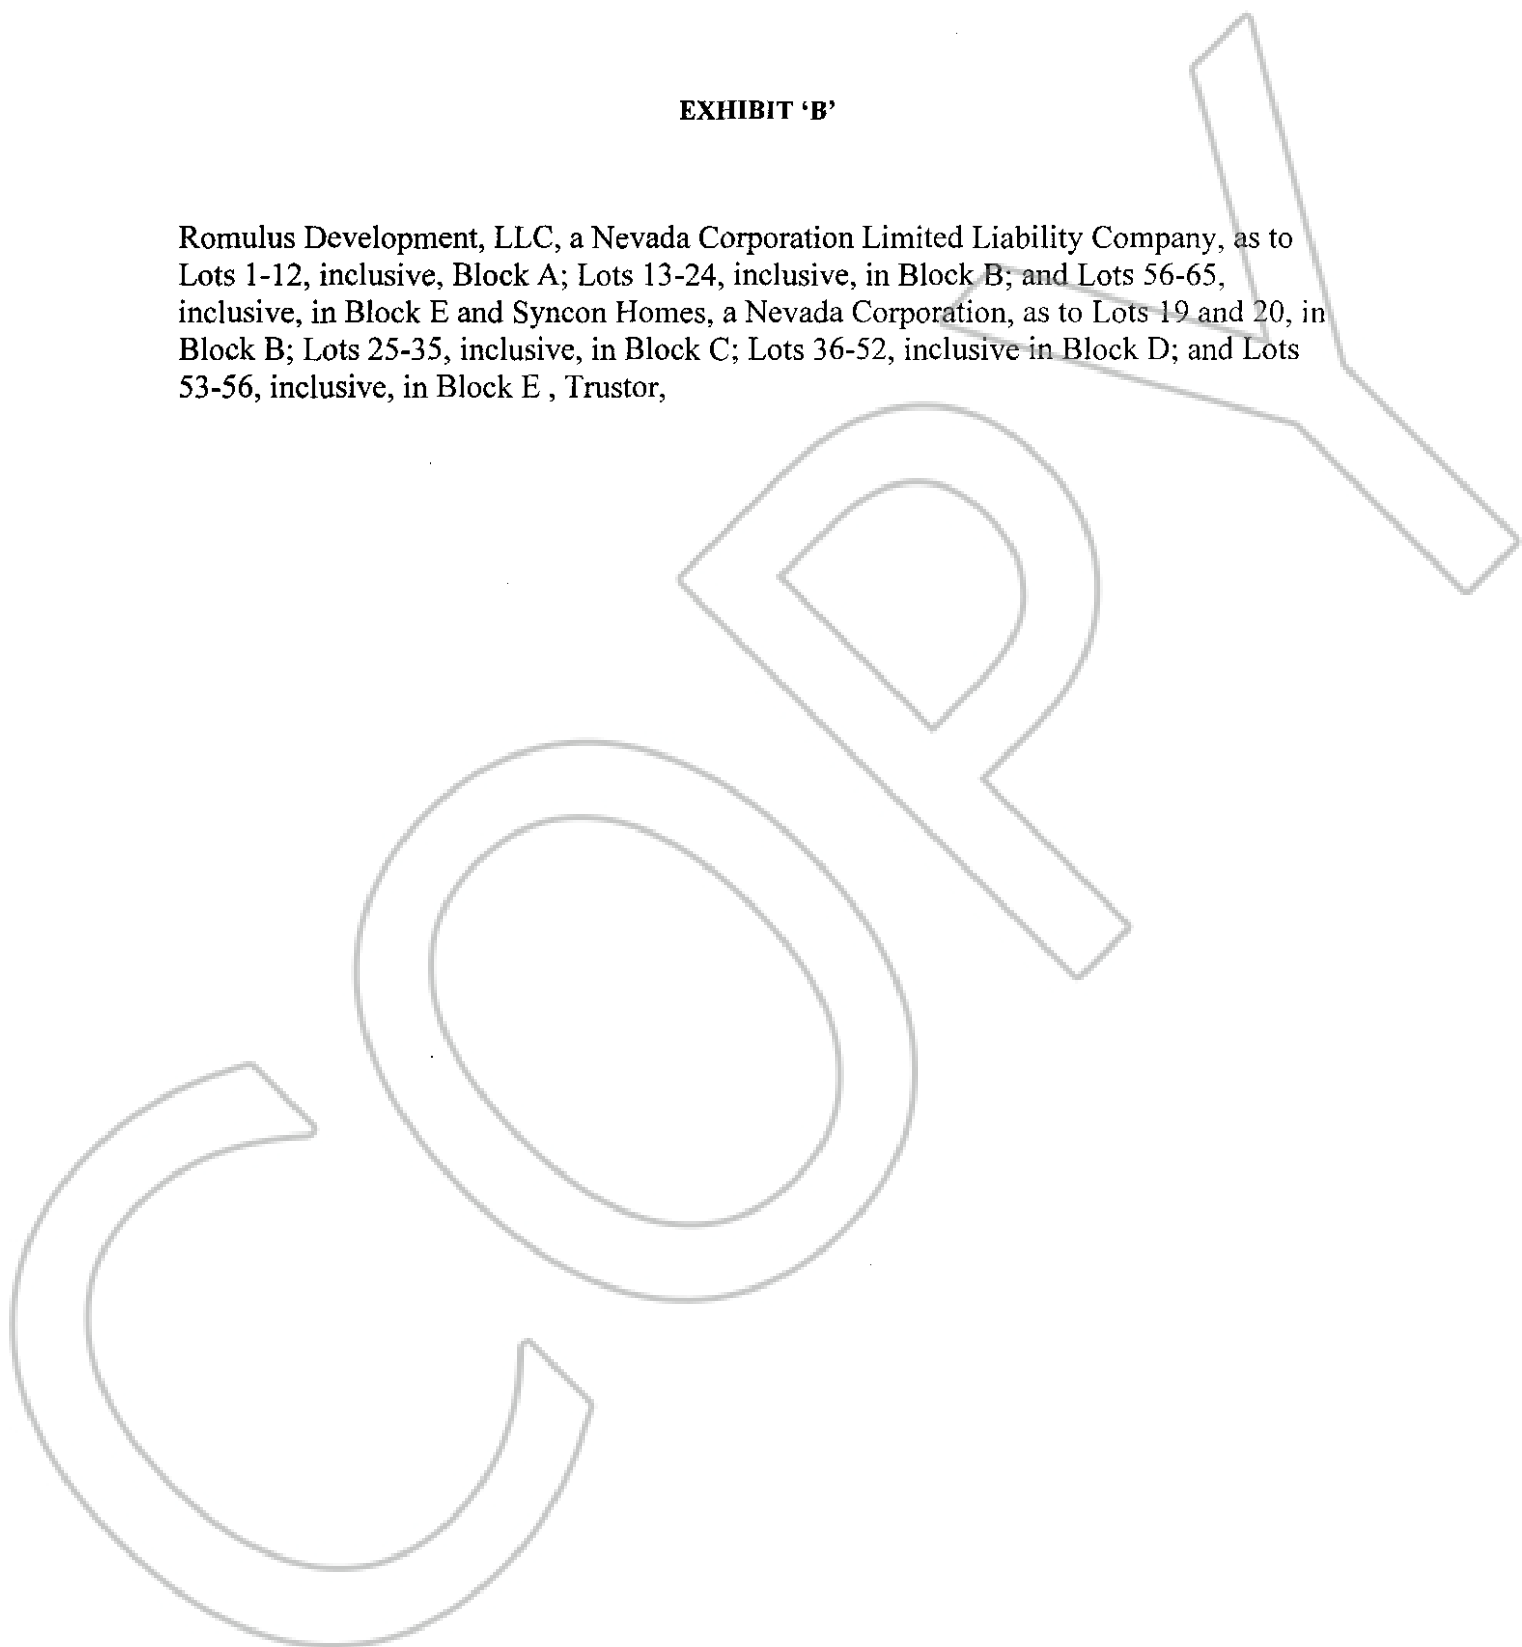 EXHIBIT ‘B’
Romulus Development, LLC, a Nevada Corporation Limited Liability Company, as to
Lots 1-12, inclusive, Block A; Lots 13-24, inclusive, in Block B; and Lots 56-65,
inclusive, in Block E and Syncon Homes, a Nevada Corporation, as to Lots 19 and 20, in
Block B; Lots 25-35, inclusive, in Block C; Lots 36-52, inclusive in Block D; and Lots
53-56, inclusive, in Block E , Trustor,
COPY